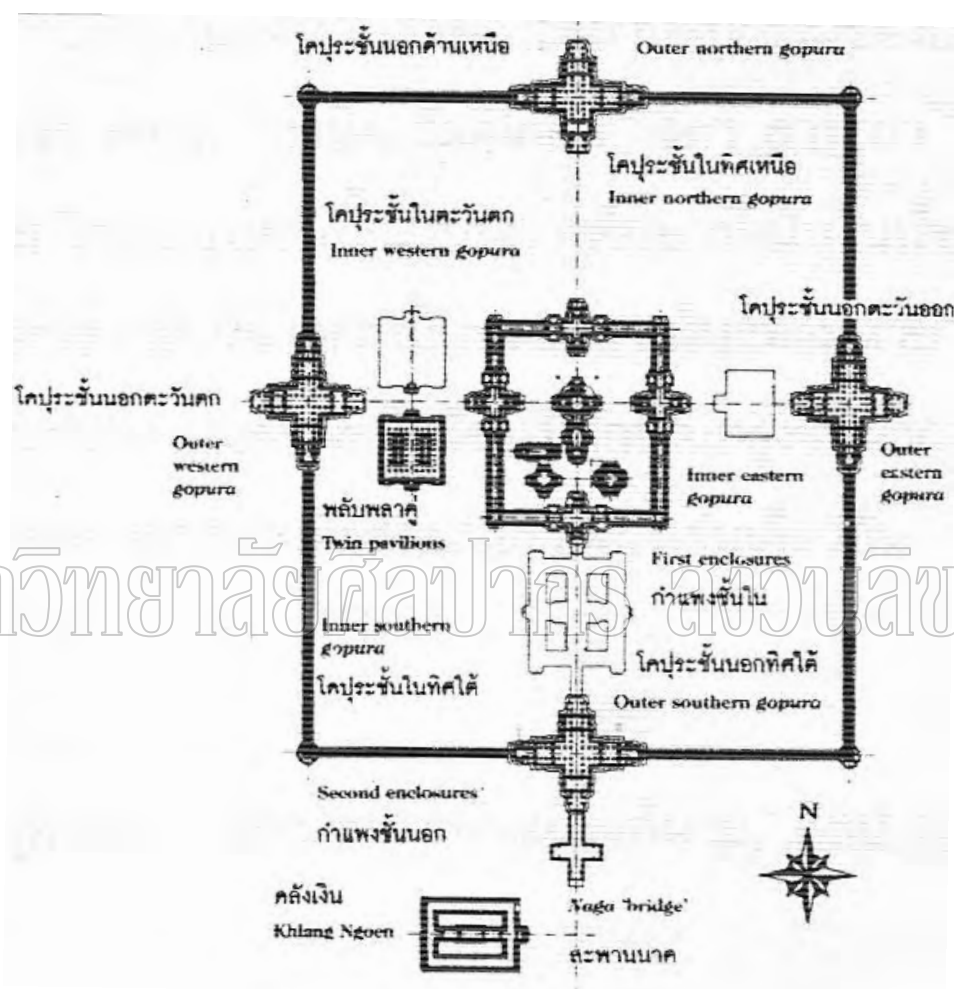 โคปุระชั้นนอกด้านเหนือ
Outer northern gopura
โคปุระชั้นในทิศเหนือ
Inner northern gopura
โคปุระชั้นในตะวันตก
Inner western gopura
โคปุระชั้นนอกตะวันออก
โคปุระชั้นนอกตะวันตก
Outer
western
gopura
Outer
eastern
gopura
Inner eastern
gopura
พลับพลาคู่
Twin pavilions
First enclosures
กำแพงชั้นใน
Inner southern
gopura
โคปุระชั้นในทิศใต้
โคปุระชั้นนอกทิศใต้
Outer southern gopura
Second enclosures
กำแพงชั้นนอก
N
คลังเงิน
Khlang Ngoen
Naga 'bridge'
สะพานนาค